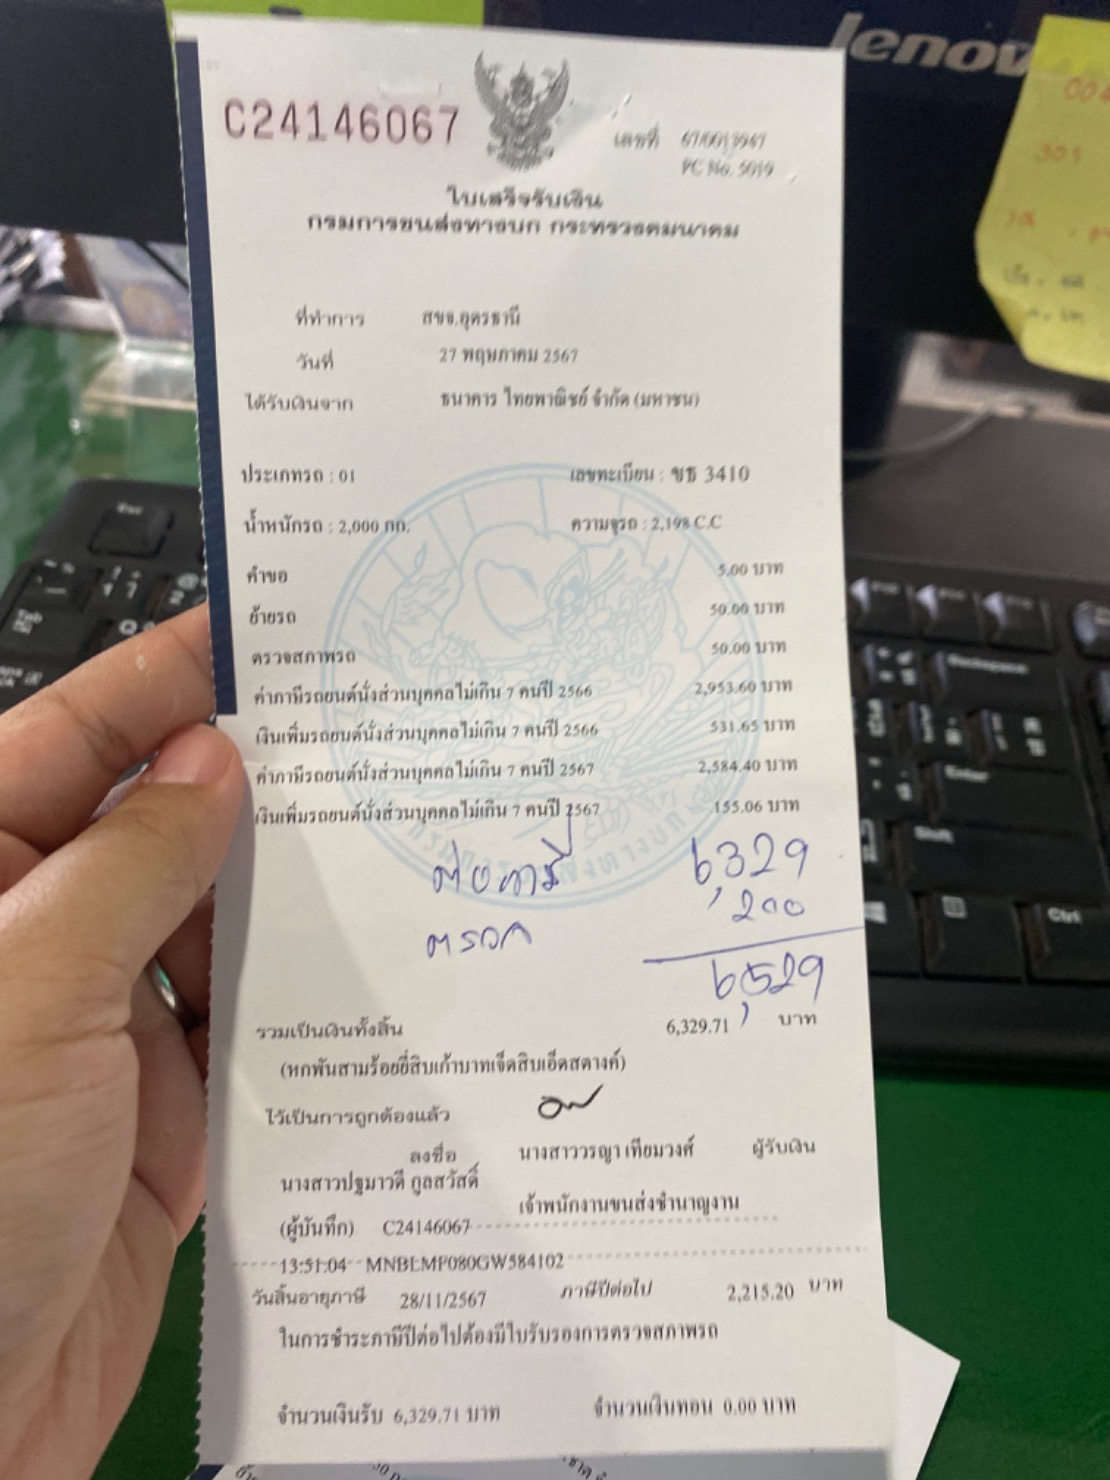 lenov
C24146067
เลขที่ 67/0013947
PC No. 5019
ใบเสร็จรับเงิน
กรมการขนส่งทางบก กระทรวงคมนาคม
ที่ทำการ สขจ.อุดรธานี
วันที่ 27 พฤษภาคม 2567
ได้รับเงินจาก ธนาคาร ไทยพาณิชย์ จำกัด (มหาชน)
ประเภทรถ : 01 เลขทะเบียน : ขธ 3410
น้ำหนักรถ : 2,000 กก. ความจุรถ : 2,198 C.C
คำขอ 5.00 บาท
ย้ายรถ 50.00 บาท
ตรวจสภาพรถ 50.00 บาท
ค่าภาษีรถยนต์นั่งส่วนบุคคลไม่เกิน 7 คนปี 2566 2,953.60 บาท
เงินเพิ่มรถยนต์นั่งส่วนบุคคลไม่เกิน 7 คนปี 2566 531.65 บาท
ค่าภาษีรถยนต์นั่งส่วนบุคคลไม่เกิน 7 คนปี 2567 2,584.40 บาท
เงินเพิ่มรถยนต์นั่งส่วนบุคคลไม่เกิน 7 คนปี 2567 155.06 บาท
ต่อภาษี 6,329
ตรวจ 200
6,529
รวมเป็นเงินทั้งสิ้น 6,329.71 บาท
(หกพันสามร้อยยี่สิบเก้าบาทเจ็ดสิบเอ็ดสตางค์)
ไว้เป็นการถูกต้องแล้ว
ลงชื่อ นางสาววรญา เทียมวงศ์ ผู้รับเงิน
นางสาวปฐมาวดี กูลสวัสดิ์
เจ้าพนักงานขนส่งชำนาญงาน
(ผู้บันทึก) C24146067
13:51:04 MNBLMF080GW584102
วันสิ้นอายุภาษี 28/11/2567 ภาษีปีต่อไป 2,215.20 บาท
ในการชำระภาษีปีต่อไปต้องมีใบรับรองการตรวจสภาพรถ
จำนวนเงินรับ 6,329.71 บาท จำนวนเงินทอน 0.00 บาท